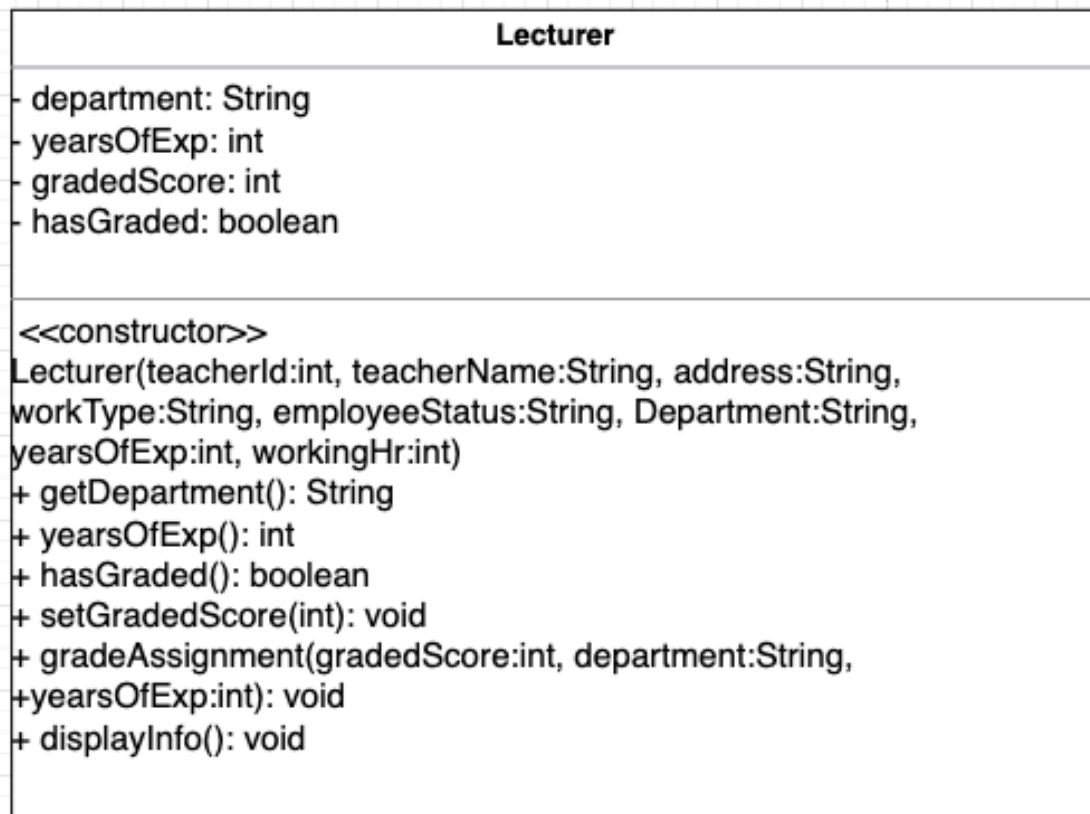 Lecturer
- department: String
- yearsOfExp: int
- gradedScore: int
- hasGraded: boolean
<<constructor>>
Lecturer(teacherId:int, teacherName:String, address:String,
workType:String, employeeStatus:String, Department:String,
yearsOfExp:int, workingHr:int)
+ getDepartment(): String
+ yearsOfExp(): int
+ hasGraded(): boolean
+ setGradedScore(int): void
+ gradeAssignment(gradedScore:int, department:String,
+yearsOfExp:int): void
+ displayInfo(): void